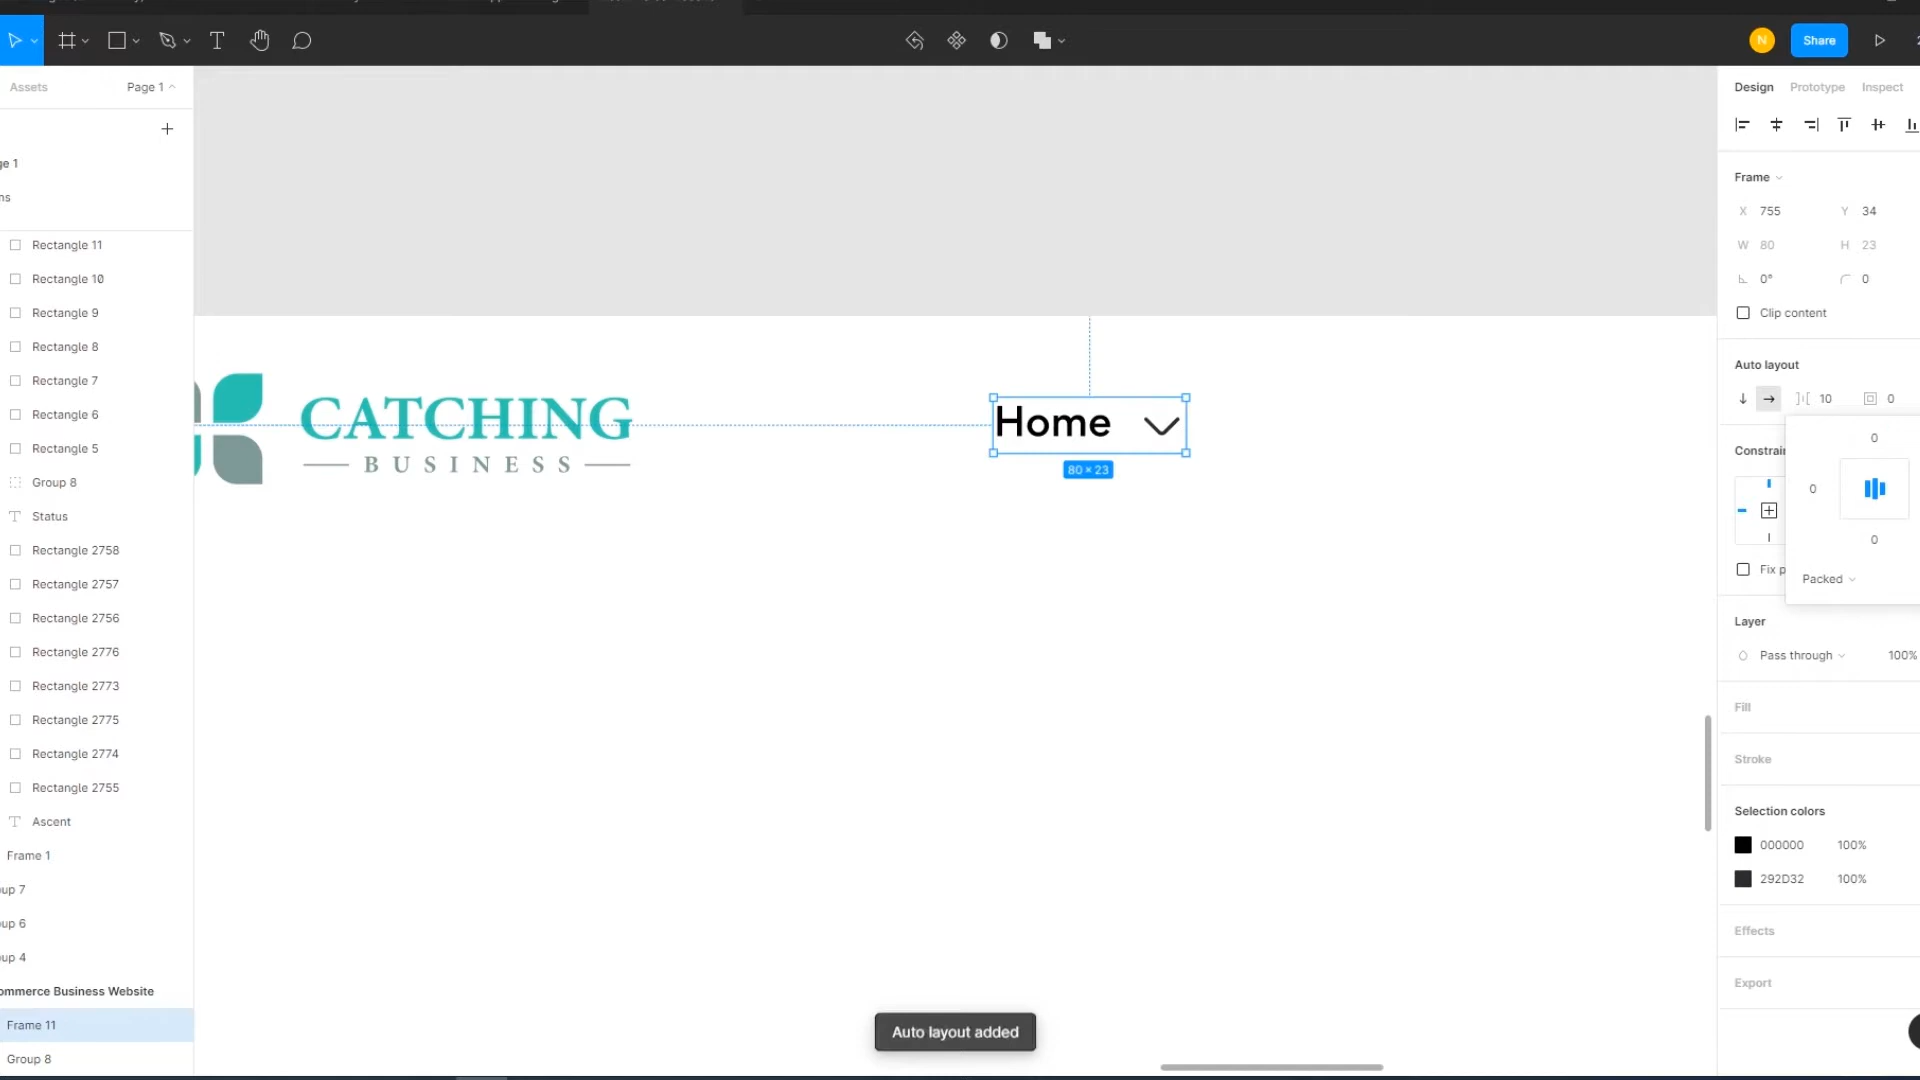 Share
Assets
Page 1
Design
Prototype
Inspect
ge 1
ns
Frame
X 755
Y 34
W 80
H 23
0°
0
Clip content
Rectangle 11
Rectangle 10
Rectangle 9
Rectangle 8
Rectangle 7
Rectangle 6
Rectangle 5
Group 8
Status
Rectangle 2758
Rectangle 2757
Rectangle 2756
Rectangle 2776
Rectangle 2773
Rectangle 2775
Rectangle 2774
Rectangle 2755
Ascent
Frame 1
oup 7
oup 6
oup 4
ommerce Business Website
Frame 11
Group 8
CATCHING
BUSINESS
Home
80 × 23
Auto layout added
Auto layout
10
0
Constrai
0
0
0
Fix p
Packed
Layer
Pass through
100%
Fill
Stroke
Selection colors
000000
100%
292D32
100%
Effects
Export
N